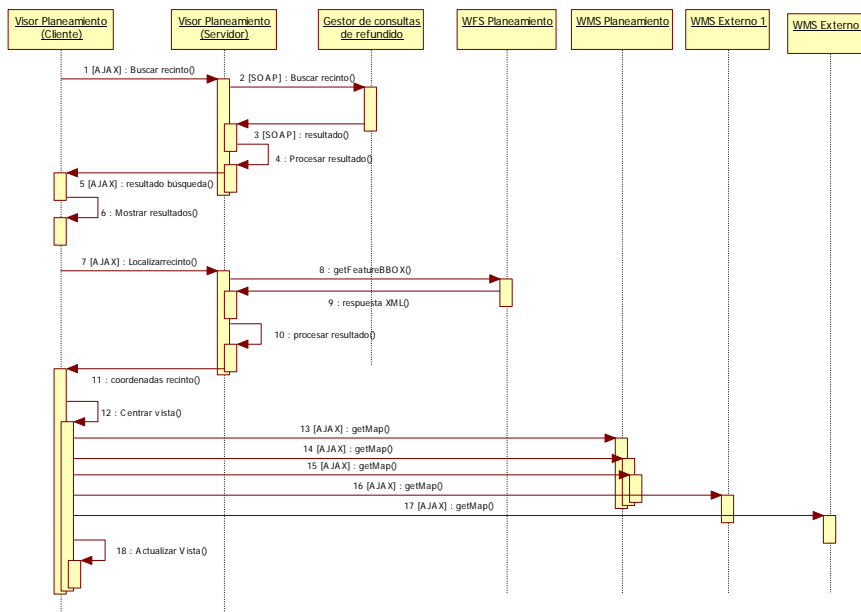 Visor Planeamiento
(Cliente)
Visor Planeamiento
(Servidor)
Gestor de consultas
de refundido
WFS Planeamiento
WMS Planeamiento
WMS Externo 1
WMS Externo
1 [AJAX] : Buscar recinto()
2 [SOAP] : Buscar recinto()
3 [SOAP] : resultado()
4 : Procesar resultado()
5 [AJAX] : resultado búsqueda()
6 : Mostrar resultados()
7 [AJAX] : Localizarrecinto()
8 : getFeatureBBOX()
9 : respuesta XML()
10 : procesar resultado()
11 : coordenadas recinto()
12 : Centrar vista()
13 [AJAX] : getMap()
14 [AJAX] : getMap()
15 [AJAX] : getMap()
16 [AJAX] : getMap()
17 [AJAX] : getMap()
18 : Actualizar Vista()